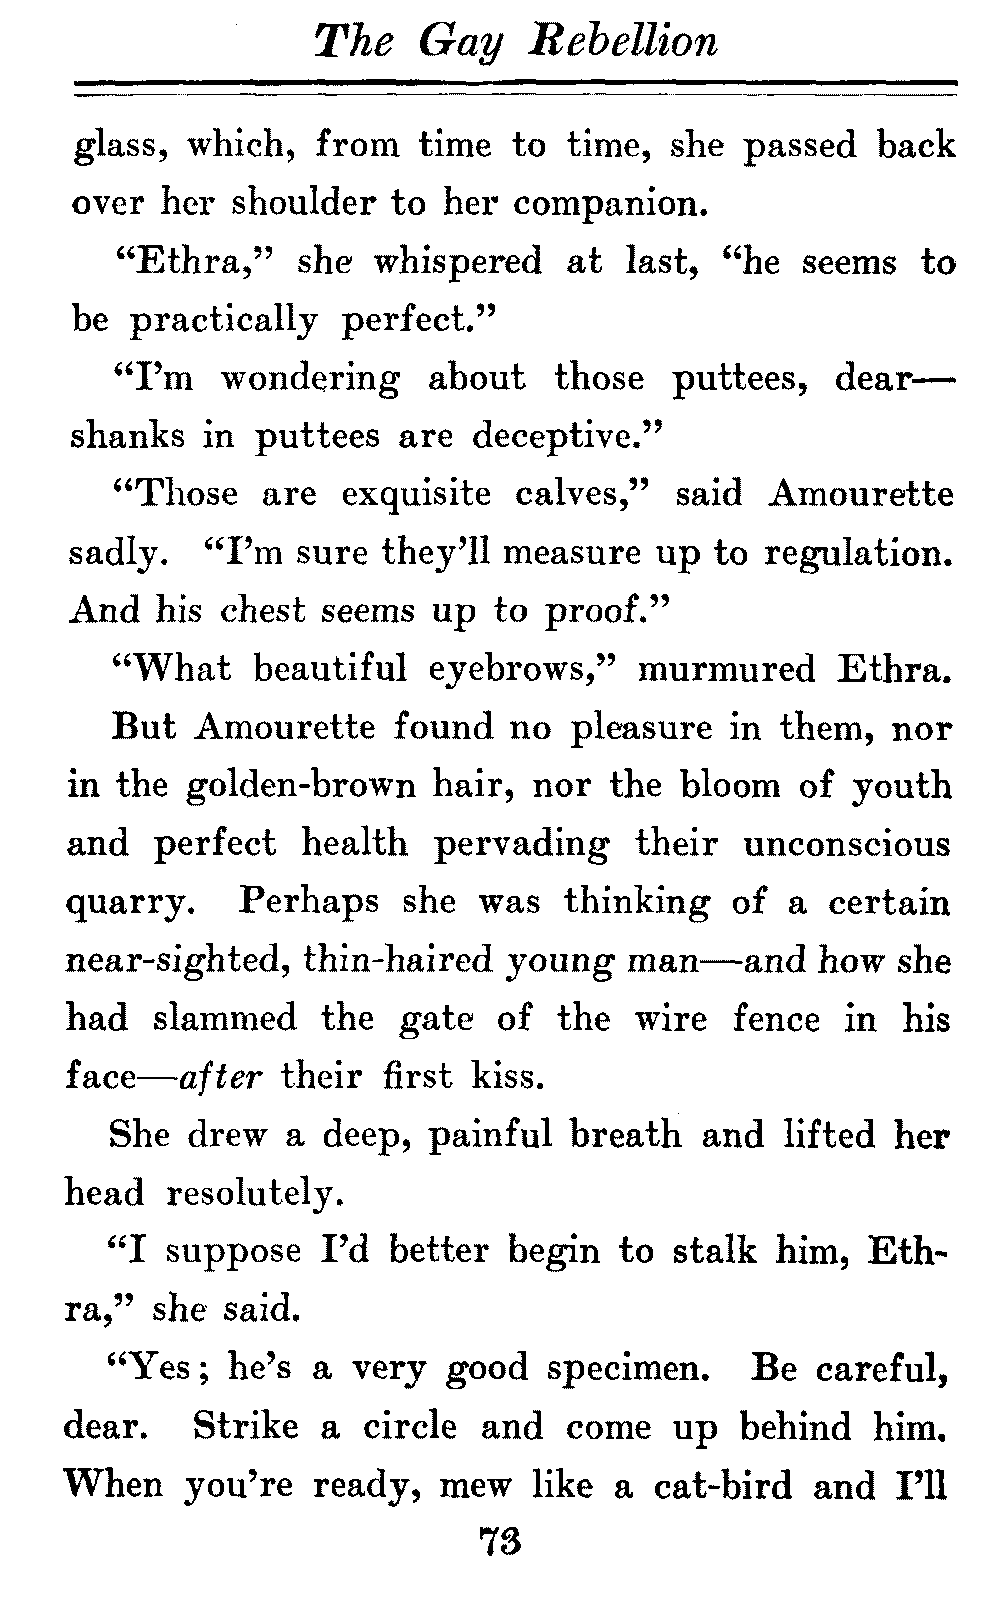 The Gay Rebellion
glass, which, from time to time, she passed back
over her shoulder to her companion.
“Ethra,” she whispered at last, “he seems to
be practically perfect.”
“I’m wondering about those puttees, dear—
shanks in puttees are deceptive.”
“Those are exquisite calves,” said Amourette
sadly. “I’m sure they’ll measure up to regulation.
And his chest seems up to proof.”
“What beautiful eyebrows,” murmured Ethra.
But Amourette found no pleasure in them, nor
in the golden-brown hair, nor the bloom of youth
and perfect health pervading their unconscious
quarry. Perhaps she was thinking of a certain
near-sighted, thin-haired young man—and how she
had slammed the gate of the wire fence in his
face—after their first kiss.
She drew a deep, painful breath and lifted her
head resolutely.
“I suppose I’d better begin to stalk him, Eth-
ra,” she said.
“Yes; he’s a very good specimen. Be careful,
dear. Strike a circle and come up behind him.
When you’re ready, mew like a cat-bird and I’ll
73